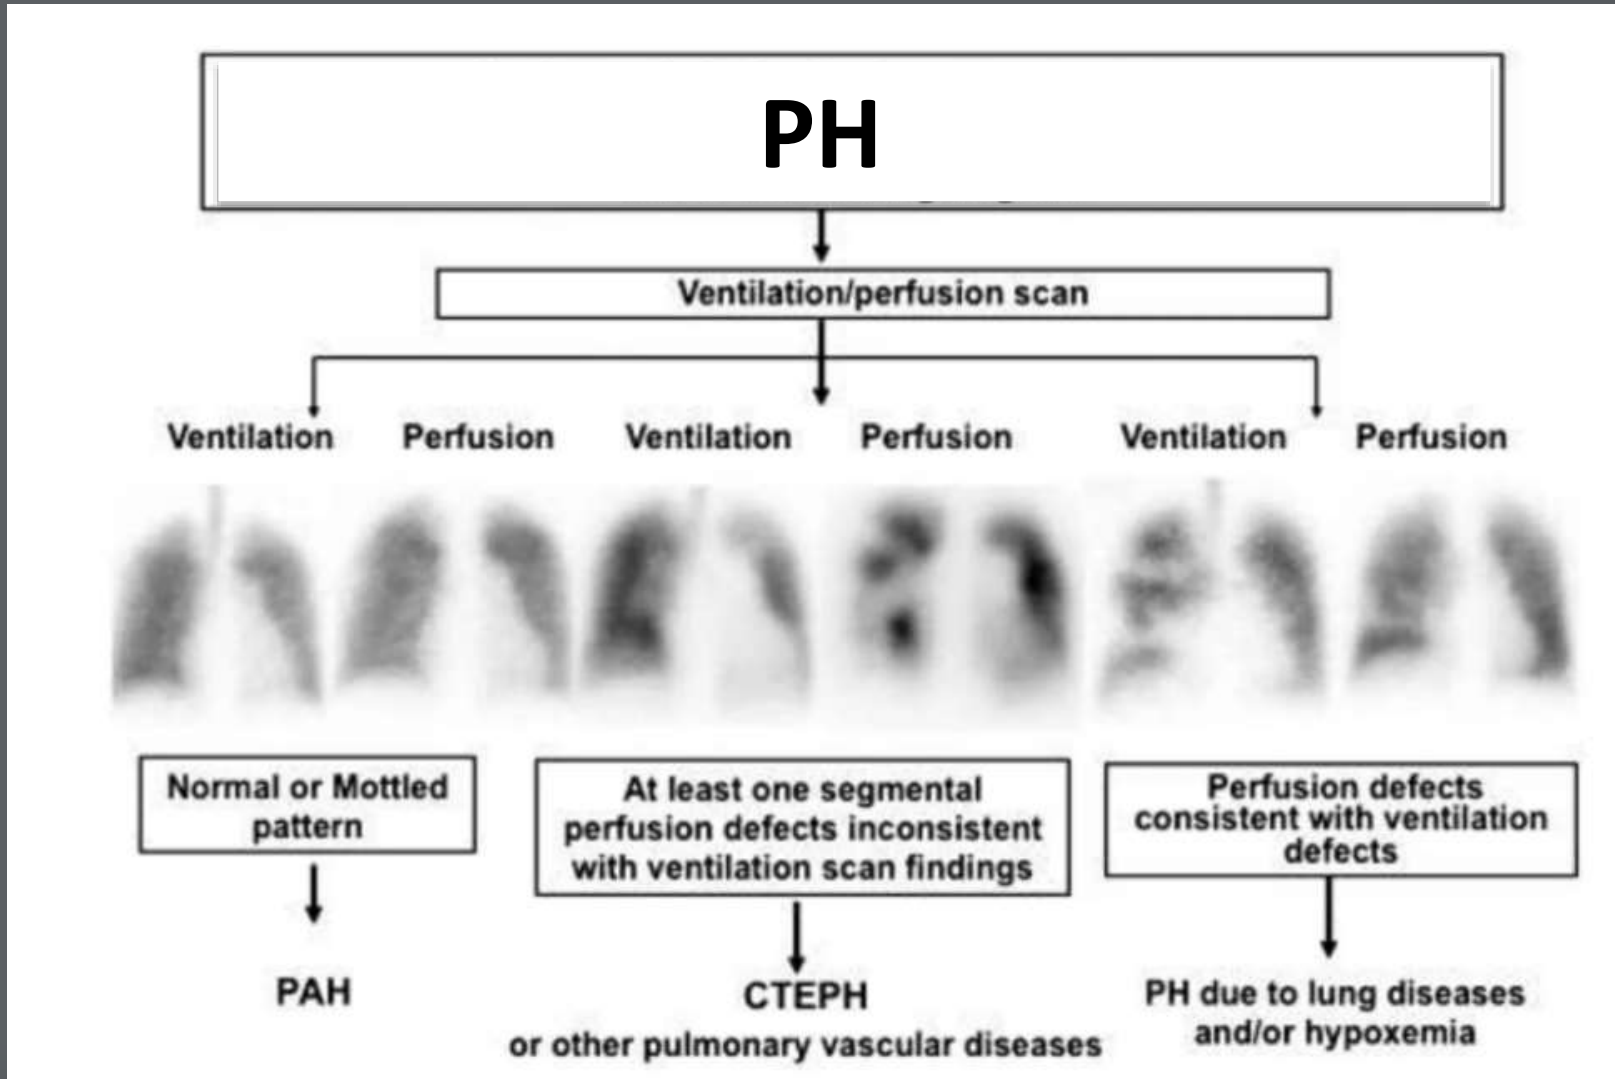 PH
Ventilation/perfusion scan
Ventilation Perfusion Ventilation Perfusion Ventilation Perfusion
Normal or Mottled
pattern
At least one segmental
perfusion defects inconsistent
with ventilation scan findings
Perfusion defects
consistent with ventilation
defects
PAH
CTEPH
or other pulmonary vascular diseases
PH due to lung diseases
and/or hypoxemia